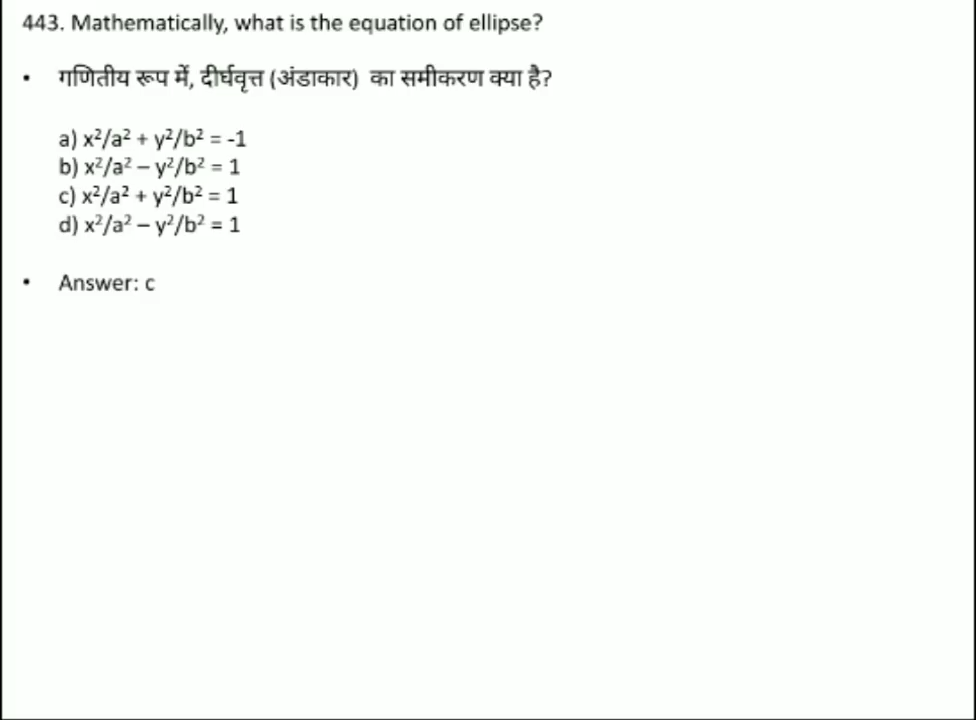 443. Mathematically, what is the equation of ellipse?
• गणितीय रूप में, दीर्घवृत्त (अंडाकार) का समीकरण क्या है?
a) x²/a² + y²/b² = -1
b) x²/a² – y²/b² = 1
c) x²/a² + y²/b² = 1
d) x²/a² – y²/b² = 1
• Answer: c